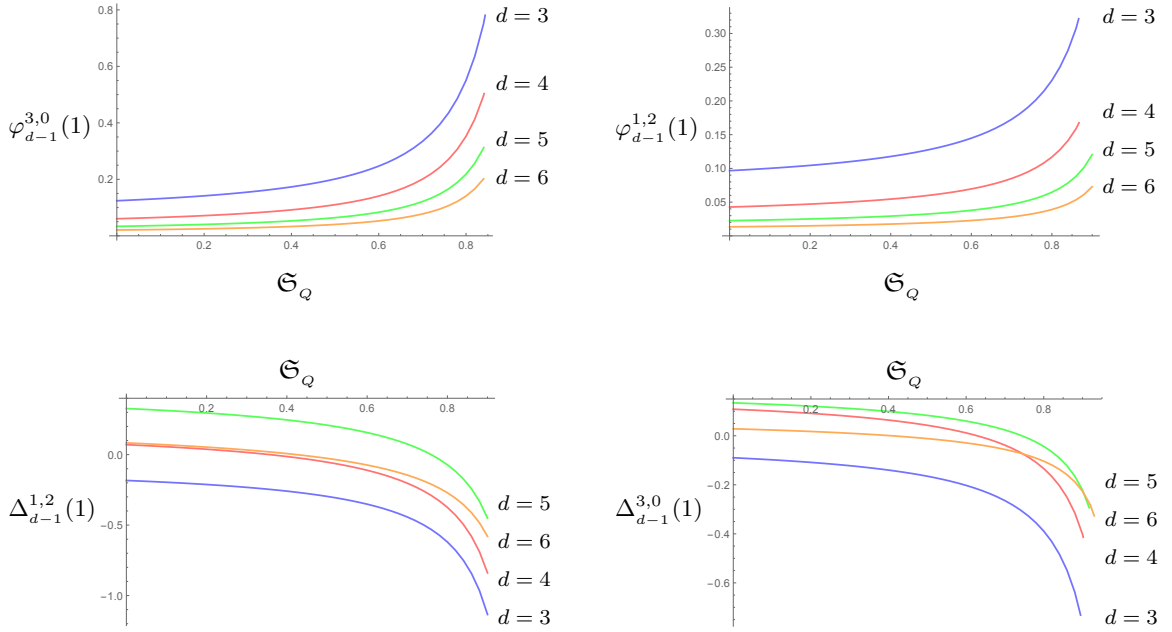 0.8
0.6
0.4
0.2
0.2 0.4 0.6 0.8
φ_{d−1}^{3,0}(1)
d = 3
d = 4
d = 5
d = 6
𝔖_Q
0.30
0.25
0.20
0.15
0.10
0.05
0.2 0.4 0.6 0.8
φ_{d−1}^{1,2}(1)
d = 3
d = 4
d = 5
d = 6
𝔖_Q
𝔖_Q
0.2 0.4 0.6 0.8
0.0
−0.5
−1.0
Δ_{d−1}^{1,2}(1)
d = 5
d = 6
d = 4
d = 3
𝔖_Q
0.2 0.4 0.6 0.8
0.0
−0.2
−0.4
−0.6
Δ_{d−1}^{3,0}(1)
d = 5
d = 6
d = 4
d = 3